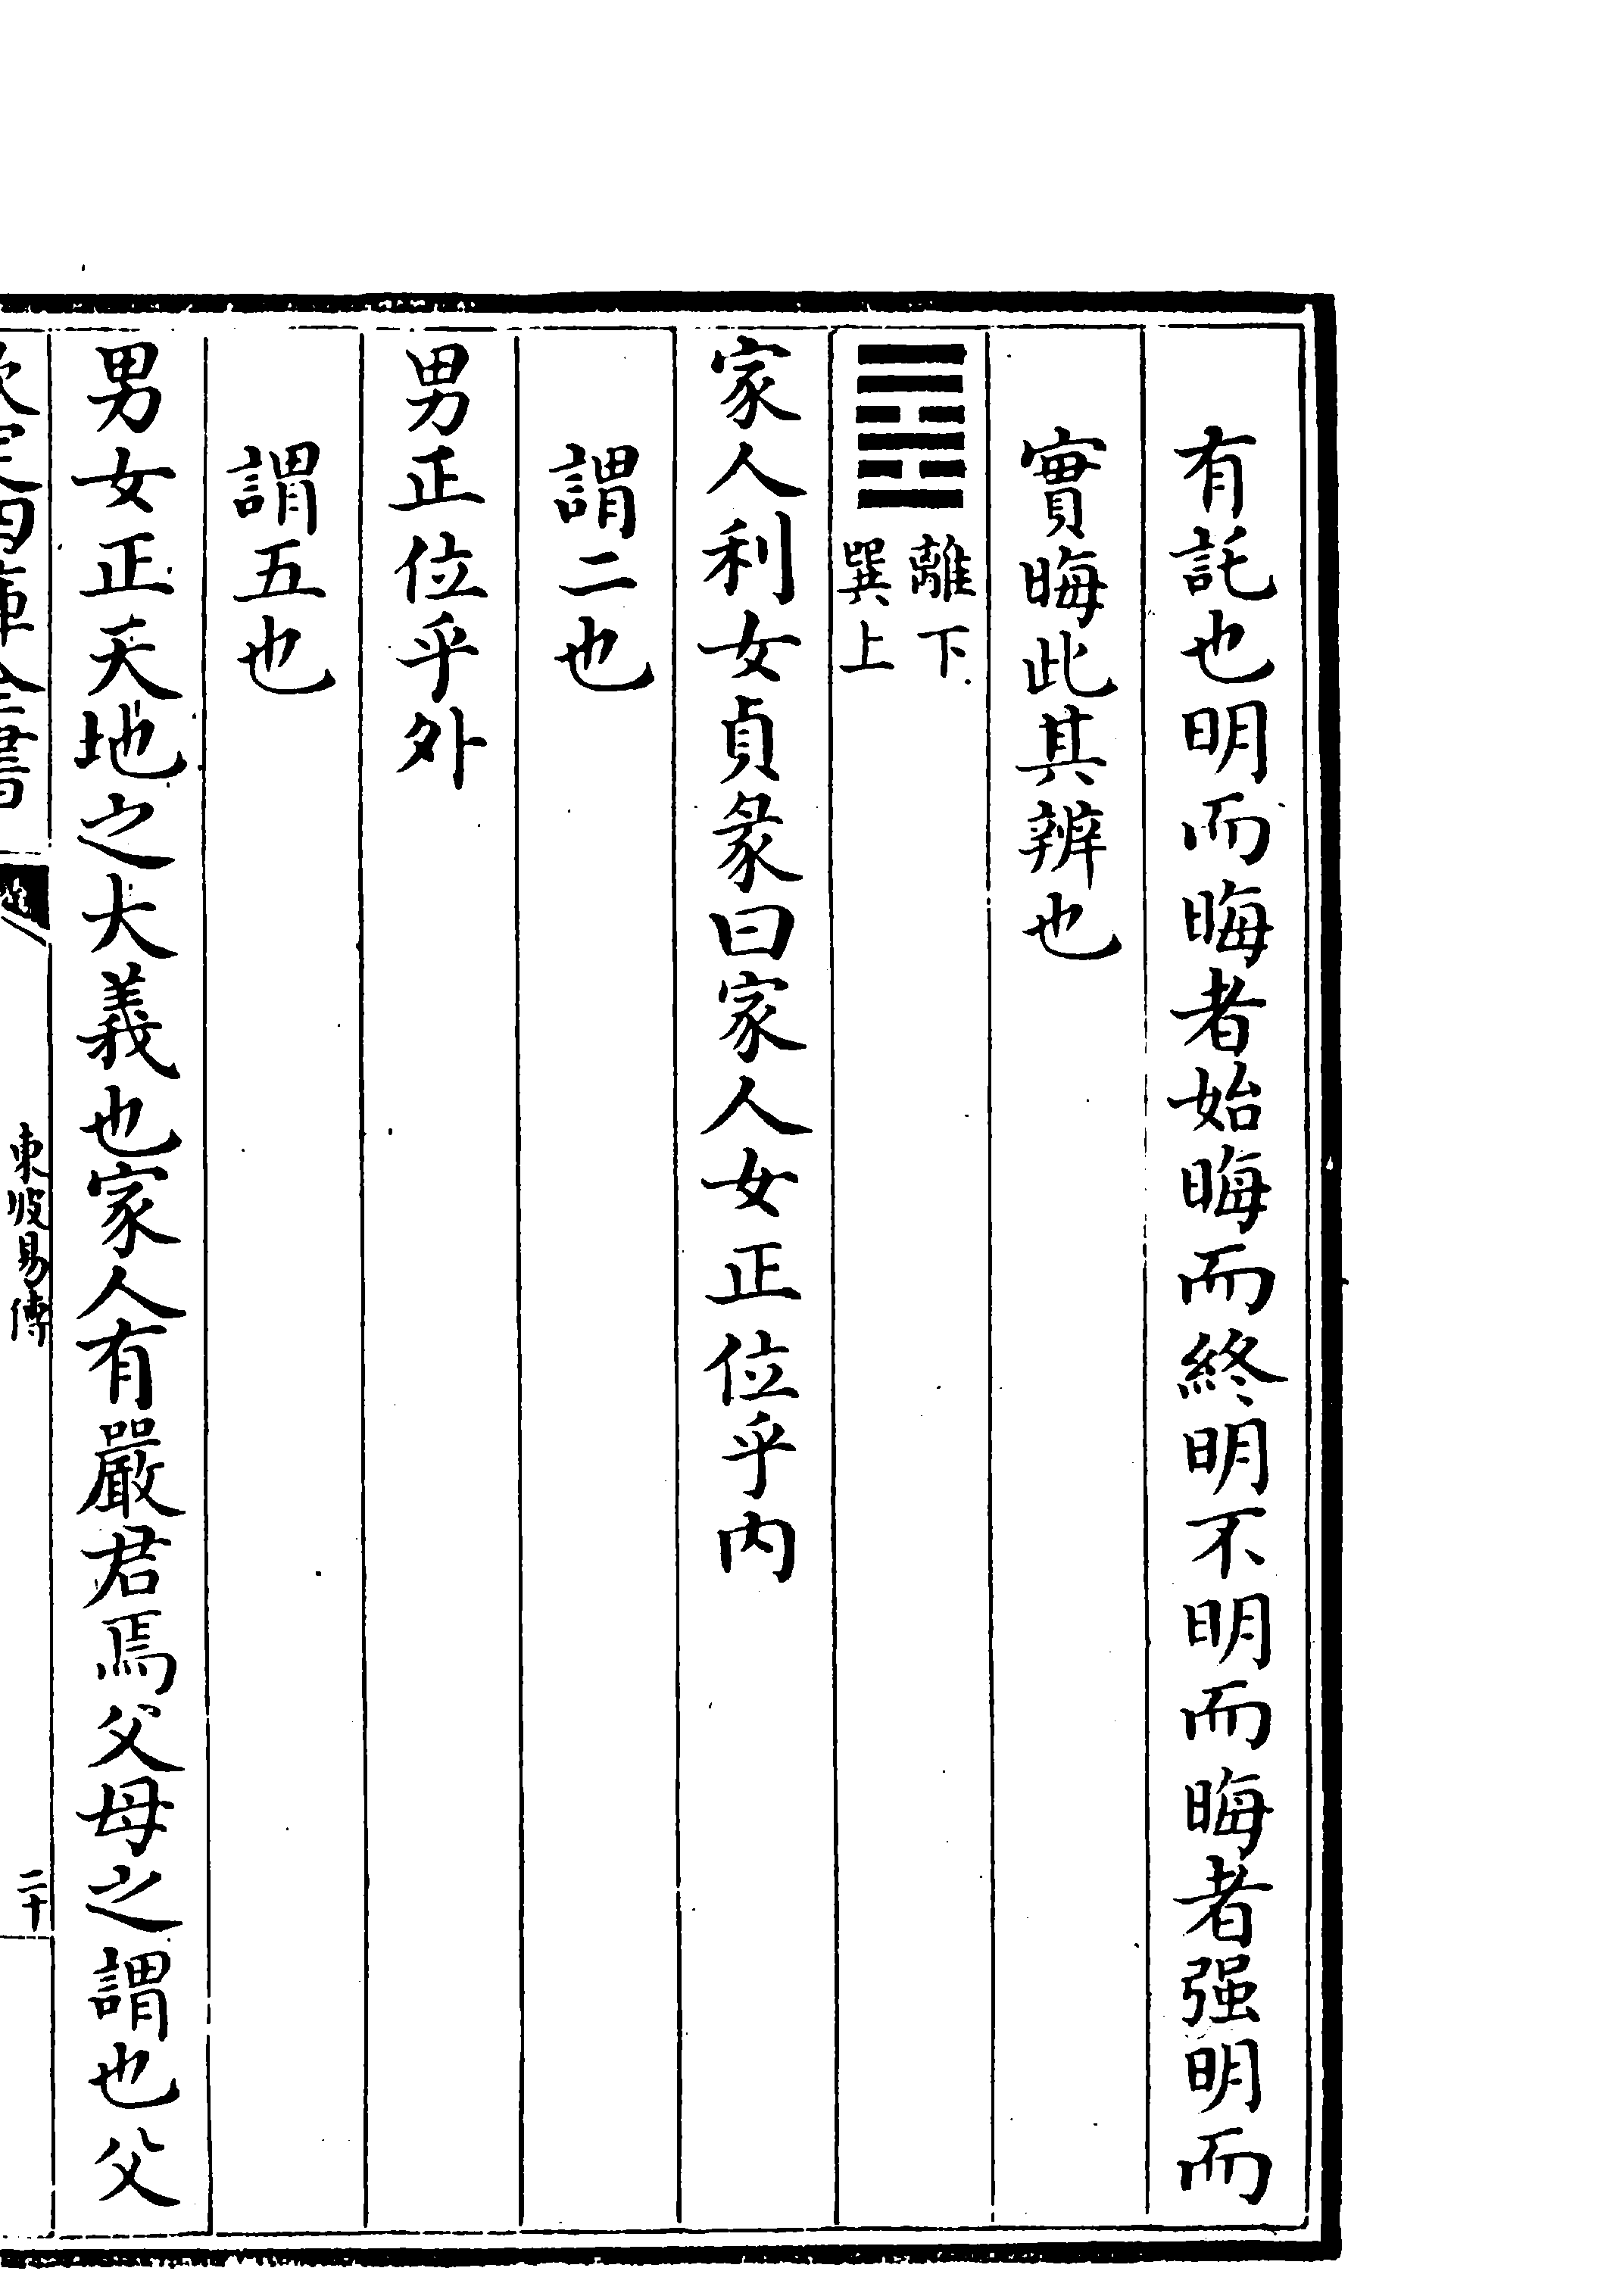 有託也明而晦者始晦而終明不明而晦者强明而
實晦此其辨也
䷤離下
巽上
家人利女貞彖曰家人女正位乎内
謂二也
男正位乎外
謂五也
男女正天地之大義也家人有嚴君焉父母之謂也父
欽定四庫全書
東坡易傳
二十